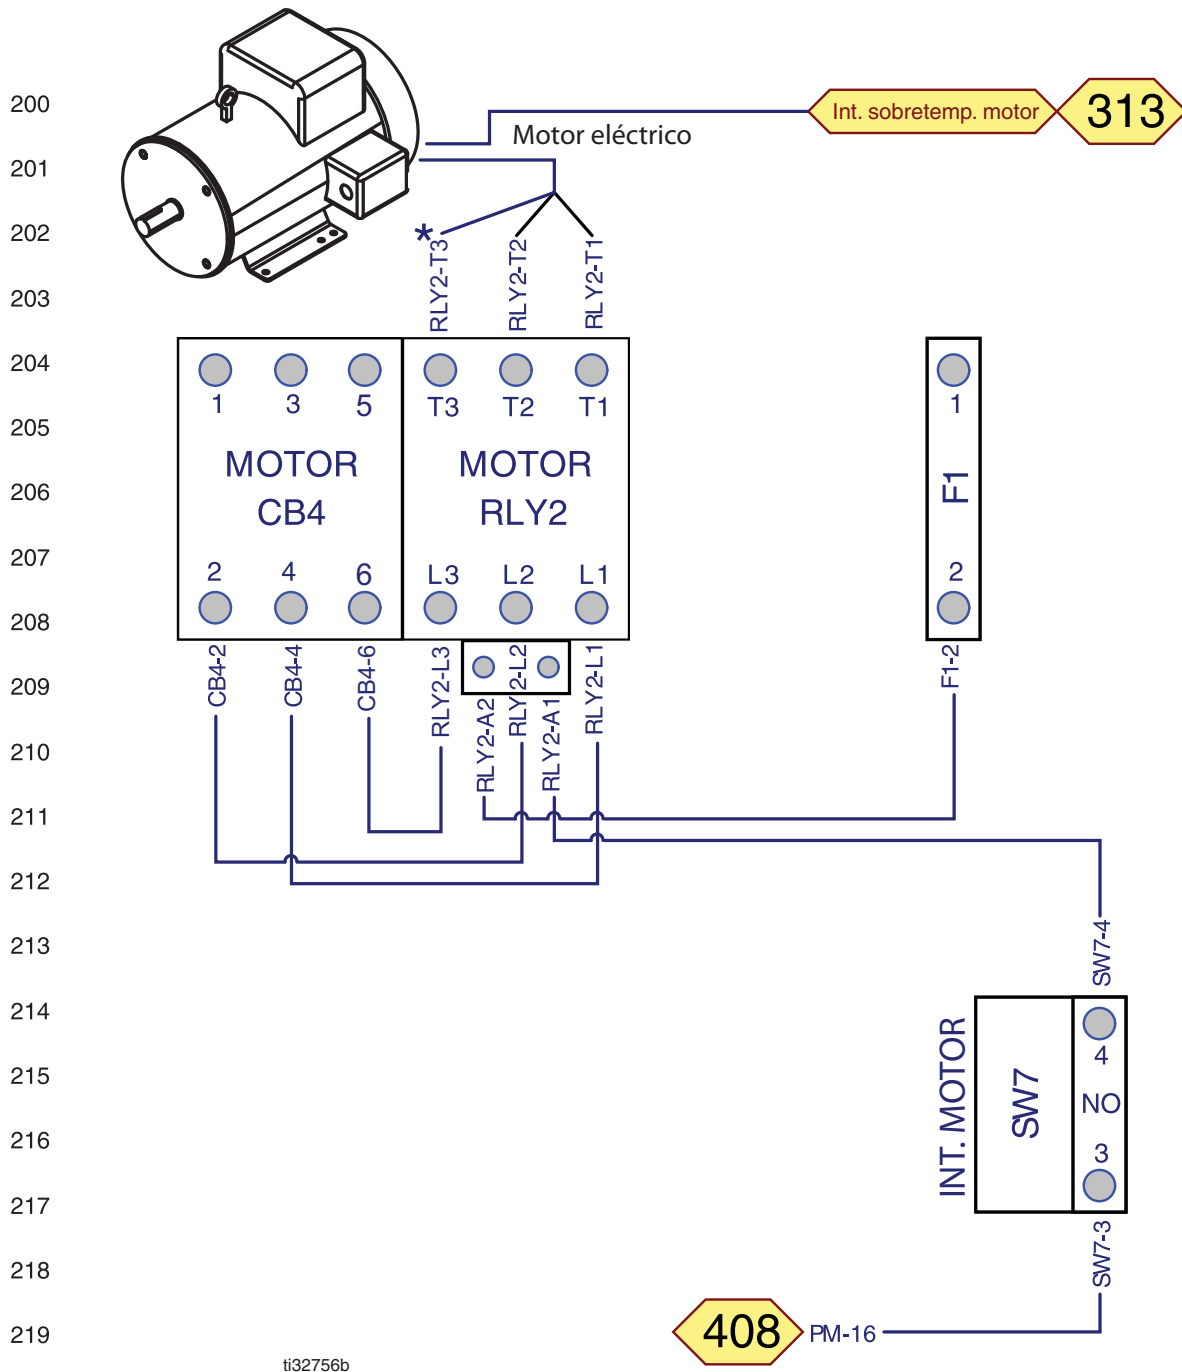 200
Int. sobretemp. motor
313
Motor eléctrico
201
202
*
RLY2-T3
RLY2-T2
RLY2-T1
203
204
1
3
5
T3
T2
T1
1
205
MOTOR
CB4
MOTOR
RLY2
F1
206
207
2
4
6
L3
L2
L1
2
208
CB4-2
CB4-4
CB4-6
RLY2-L3
RLY2-A2
RLY2-L2
RLY2-A1
RLY2-L1
F1-2
209
210
211
212
213
SW7-4
214
INT. MOTOR
SW7
4
NO
3
215
216
217
218
SW7-3
219
408
PM-16
ti32756b